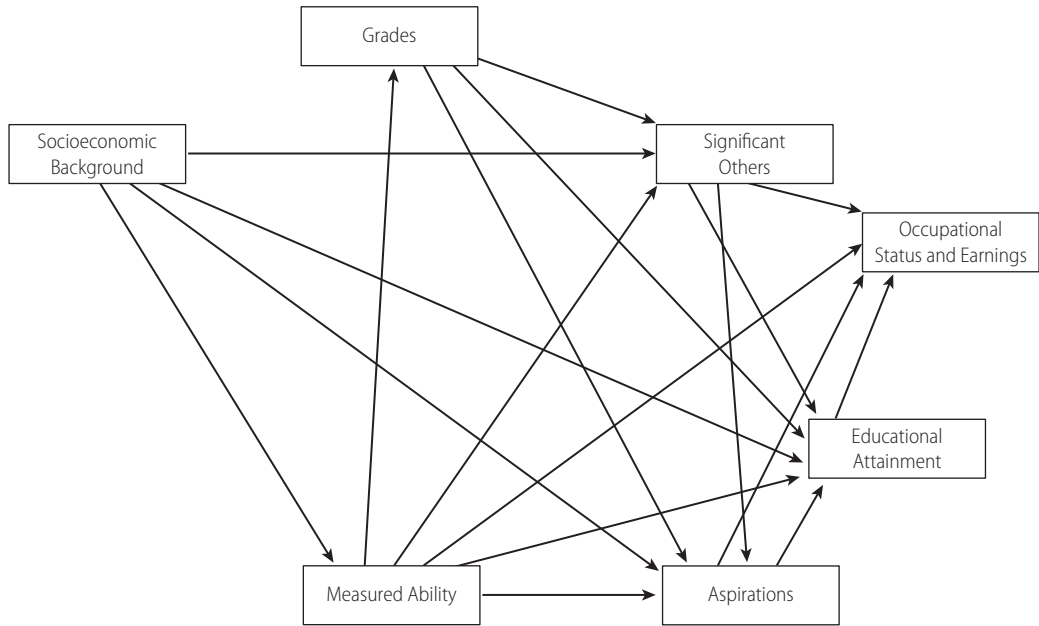 Grades
Socioeconomic
Background
Significant
Others
Occupational
Status and Earnings
Educational
Attainment
Measured Ability
Aspirations